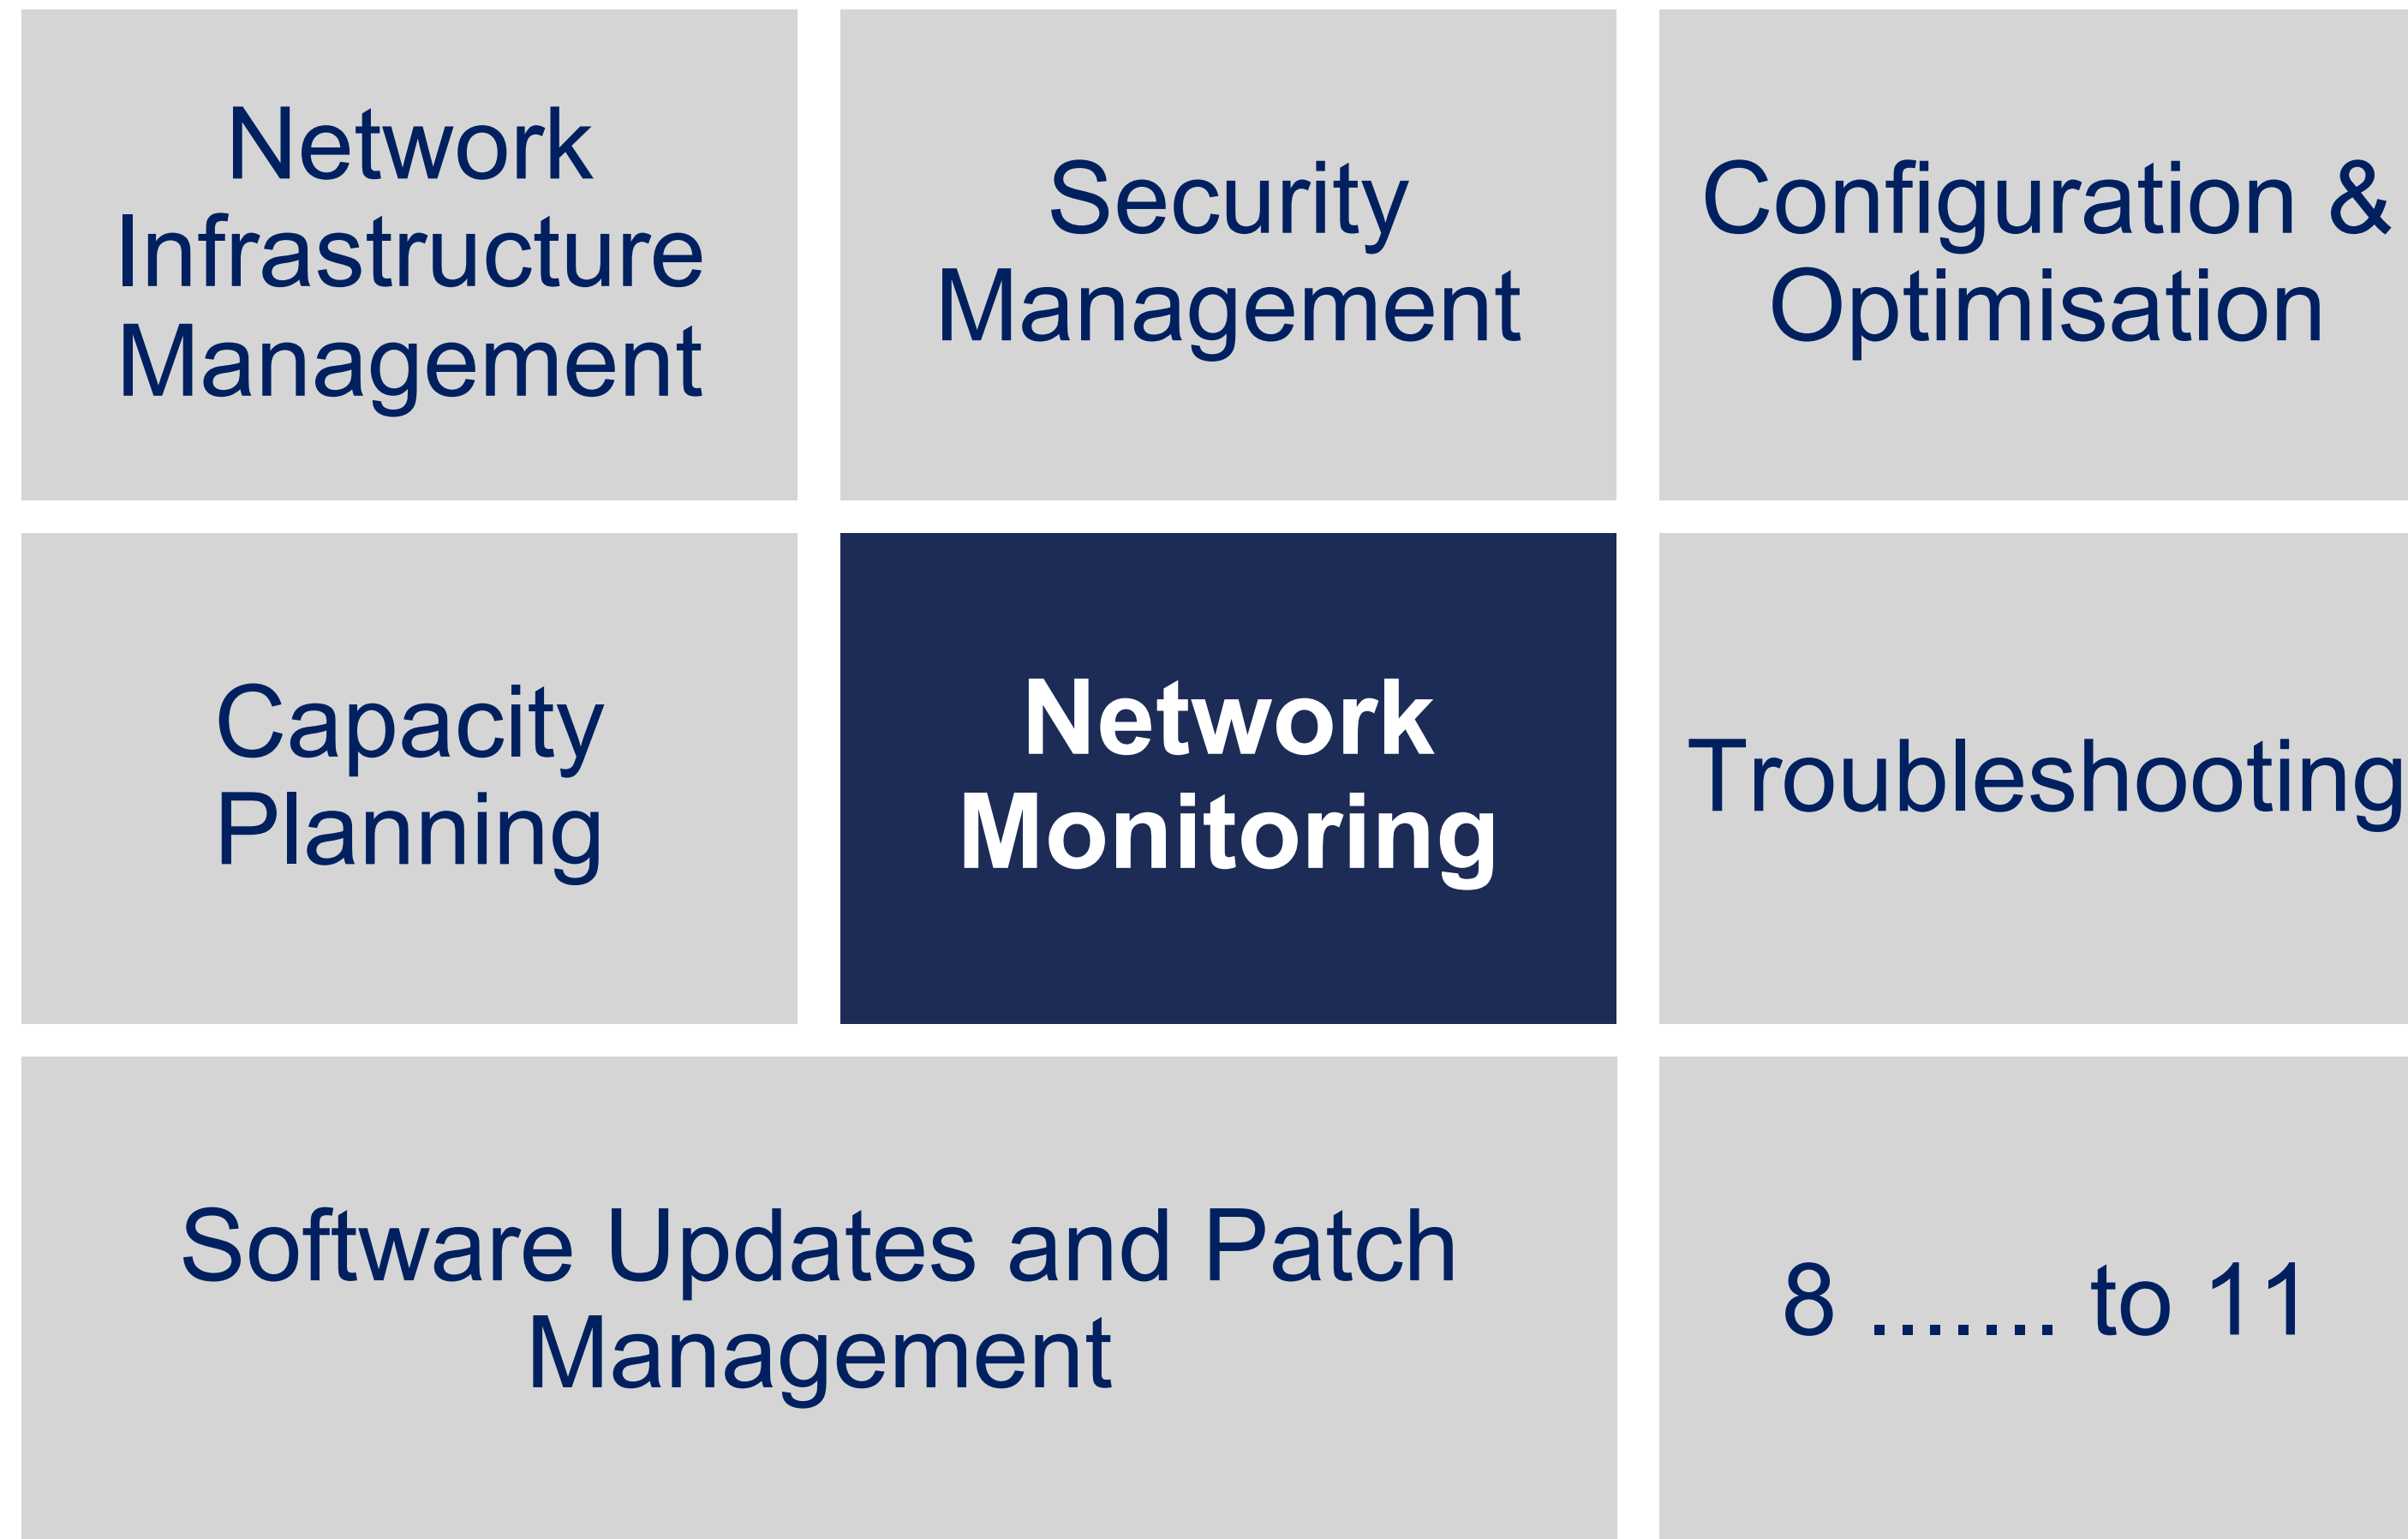 Network
Infrastructure
Management
Security
Management
Configuration &
Optimisation
Capacity
Planning
Network
Monitoring
Troubleshooting
Software Updates and Patch
Management
8 ....... to 11